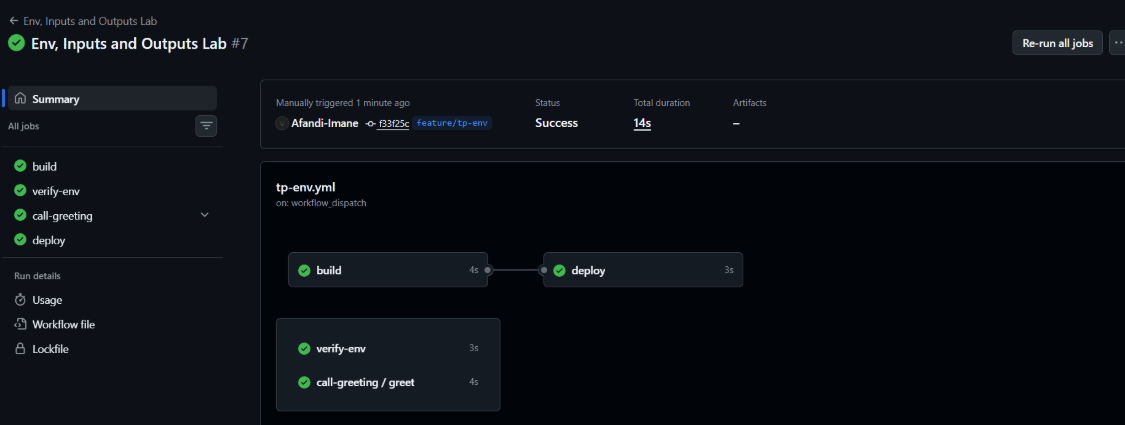 Env, Inputs and Outputs Lab
Env, Inputs and Outputs Lab #7
Re-run all jobs
Summary
All jobs
build
verify-env
call-greeting
deploy
Run details
Usage
Workflow file
Lockfile
Manually triggered 1 minute ago
Status
Total duration
Artifacts
Afandi-Imane f33f25c feature/tp-env
Success
14s
–
tp-env.yml
on: workflow_dispatch
build 4s
deploy 3s
verify-env 3s
call-greeting / greet 4s